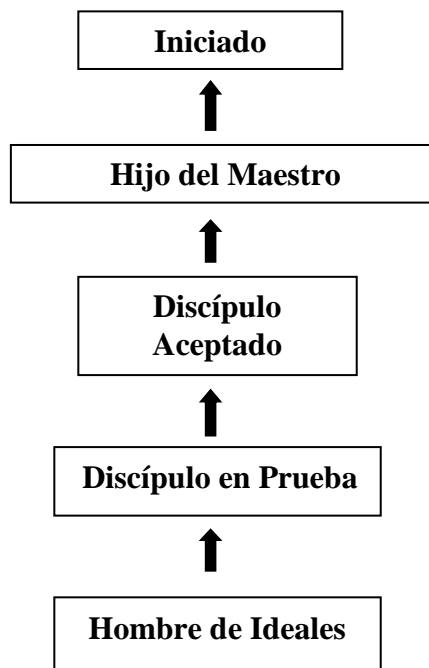 Iniciado
Hijo del Maestro
Discípulo
Aceptado
Discípulo en Prueba
Hombre de Ideales